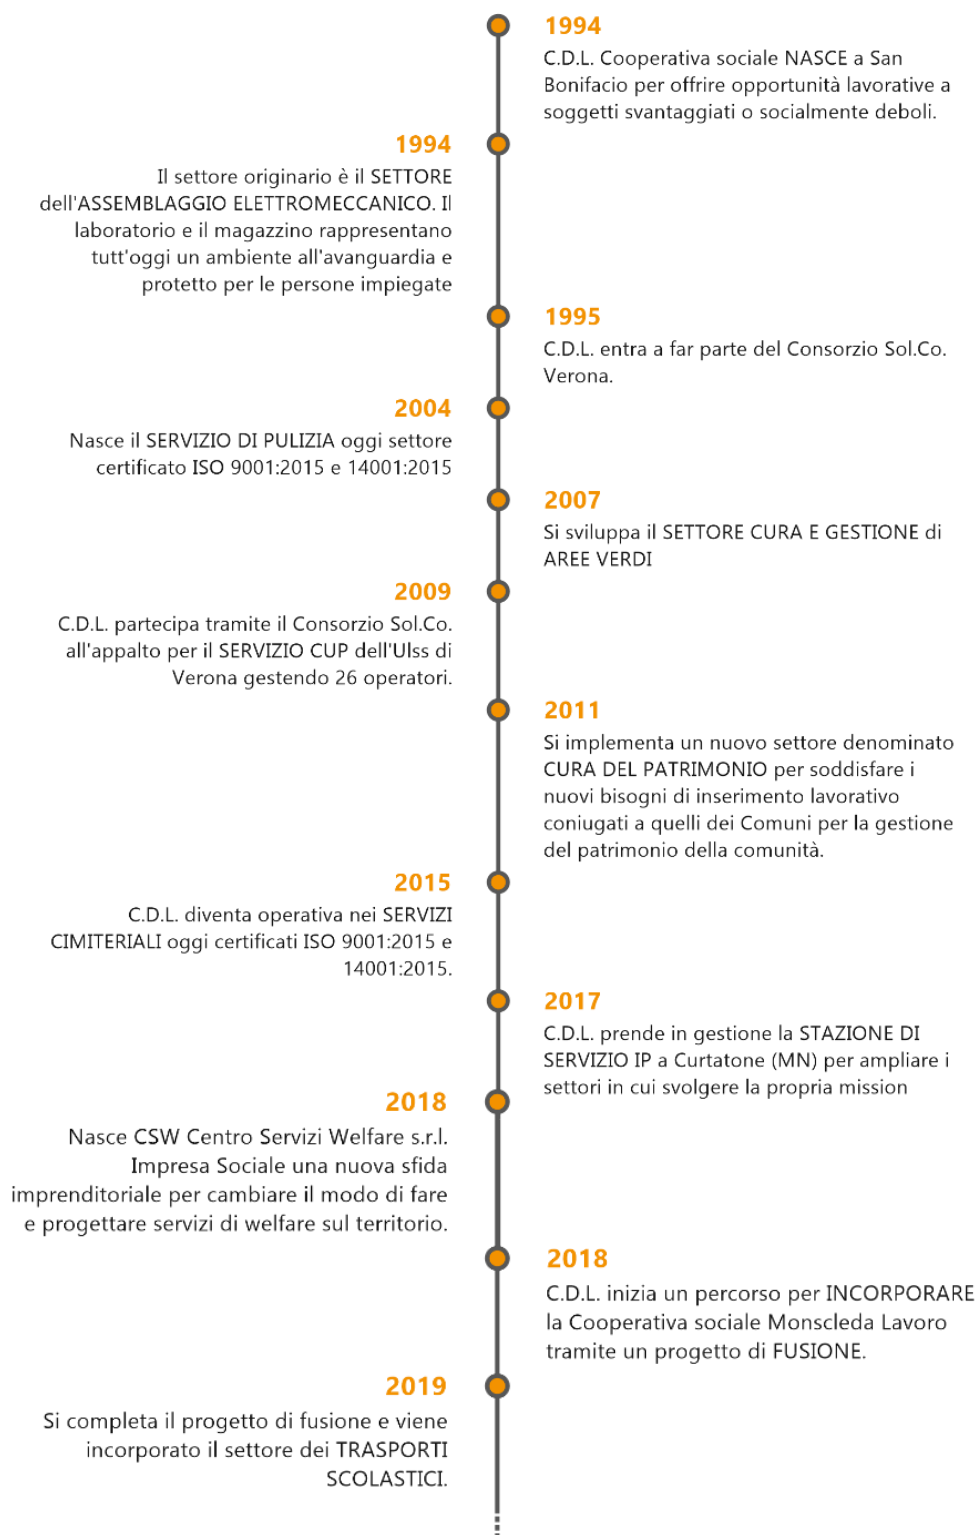 1994
C.D.L. Cooperativa sociale NASCE a San
Bonifacio per offrire opportunità lavorative a
soggetti svantaggiati o socialmente deboli.
1994
Il settore originario è il SETTORE
dell'ASSEMBLAGGIO ELETTROMECCANICO. Il
laboratorio e il magazzino rappresentano
tutt'oggi un ambiente all'avanguardia e
protetto per le persone impiegate
1995
C.D.L. entra a far parte del Consorzio Sol.Co.
Verona.
2004
Nasce il SERVIZIO DI PULIZIA oggi settore
certificato ISO 9001:2015 e 14001:2015
2007
Si sviluppa il SETTORE CURA E GESTIONE di
AREE VERDI
2009
C.D.L. partecipa tramite il Consorzio Sol.Co.
all'appalto per il SERVIZIO CUP dell'Ulss di
Verona gestendo 26 operatori.
2011
Si implementa un nuovo settore denominato
CURA DEL PATRIMONIO per soddisfare i
nuovi bisogni di inserimento lavorativo
coniugati a quelli dei Comuni per la gestione
del patrimonio della comunità.
2015
C.D.L. diventa operativa nei SERVIZI
CIMITERIALI oggi certificati ISO 9001:2015 e
14001:2015.
2017
C.D.L. prende in gestione la STAZIONE DI
SERVIZIO IP a Curtatone (MN) per ampliare i
settori in cui svolgere la propria mission
2018
Nasce CSW Centro Servizi Welfare s.r.l.
Impresa Sociale una nuova sfida
imprenditoriale per cambiare il modo di fare
e progettare servizi di welfare sul territorio.
2018
C.D.L. inizia un percorso per INCORPORARE
la Cooperativa sociale Monscleda Lavoro
tramite un progetto di FUSIONE.
2019
Si completa il progetto di fusione e viene
incorporato il settore dei TRASPORTI
SCOLASTICI.